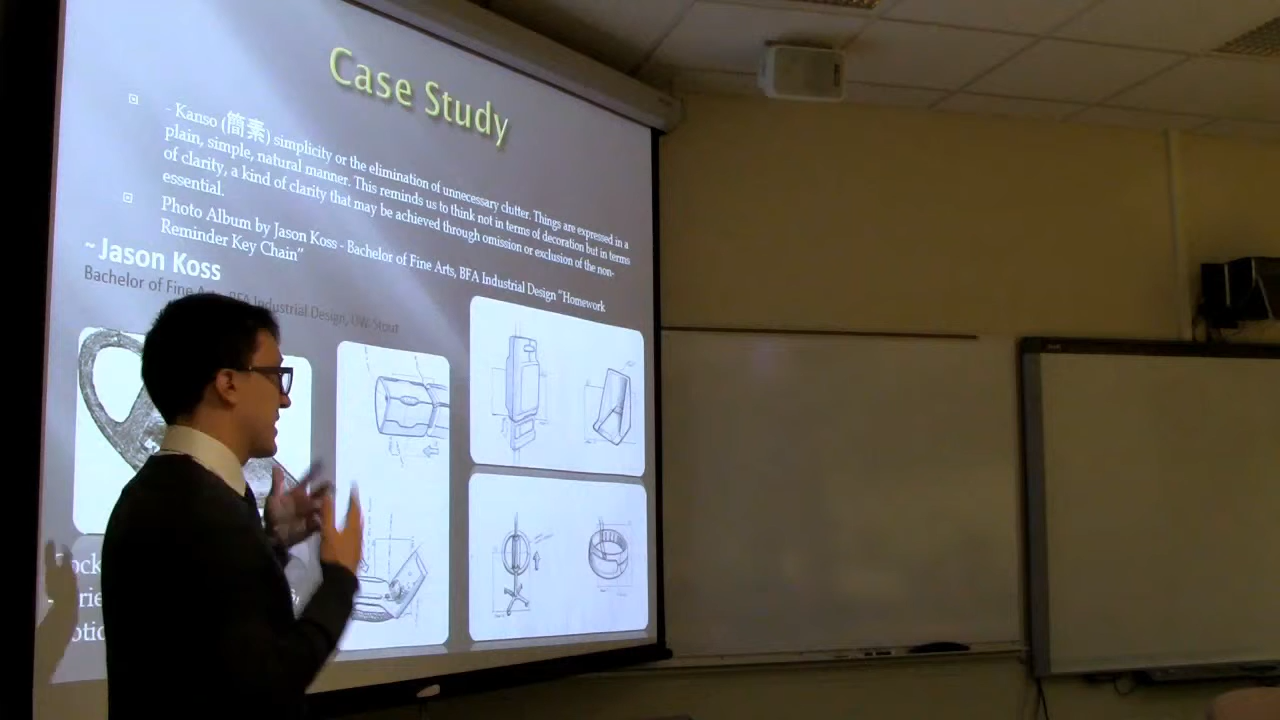 Case Study
- Kanso (簡素) simplicity or the elimination of unnecessary clutter. Things are expressed in a
plain, simple, natural manner. This reminds us to think not in terms of decoration but in terms
of clarity, a kind of clarity that may be achieved through omission or exclusion of the non-
essential.
Photo Album by Jason Koss - Bachelor of Fine Arts, BFA Industrial Design "Homework
Reminder Key Chain"
~ Jason Koss
Bachelor of Fine Arts, BFA Industrial Design, UW-Stout